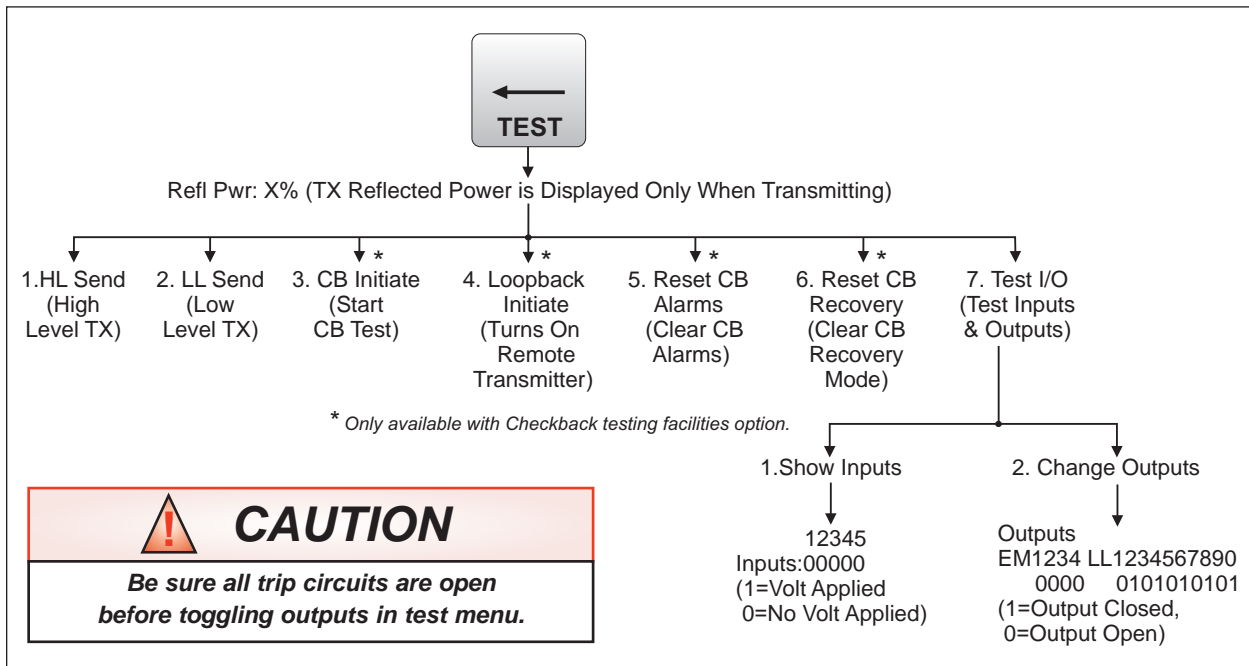 TEST
Refl Pwr: X% (TX Reflected Power is Displayed Only When Transmitting)
1.HL Send
(High
Level TX)
2. LL Send
(Low
Level TX)
*
3. CB Initiate
(Start
CB Test)
*
4. Loopback
Initiate
(Turns On
Remote
Transmitter)
*
5. Reset CB
Alarms
(Clear CB
Alarms)
*
6. Reset CB
Recovery
(Clear CB
Recovery
Mode)
7. Test I/O
(Test Inputs
& Outputs)
* Only available with Checkback testing facilities option.
1.Show Inputs
12345
Inputs:00000
(1=Volt Applied
0=No Volt Applied)
2. Change Outputs
Outputs
EM1234 LL1234567890
0000 0101010101
(1=Output Closed,
0=Output Open)
! CAUTION
Be sure all trip circuits are open
before toggling outputs in test menu.